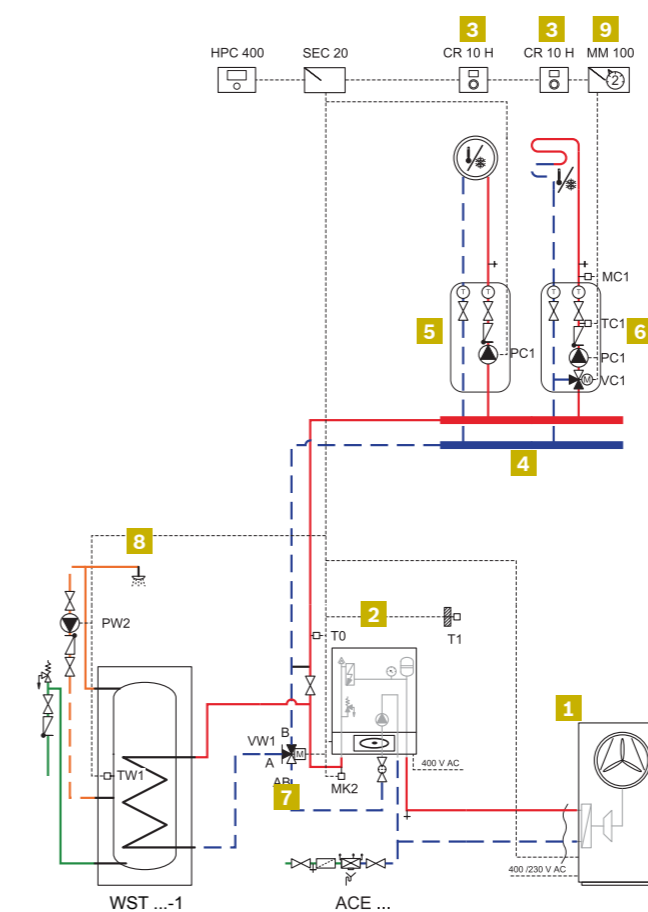 3 3 9
HPC 400 SEC 20 CR 10 H CR 10 H MM 100
2
MC1
T T T T
5 TC1 6
PC1 PC1
M VC1
4
8
PW2 2
T0 T1
1
B
VW1 M
A
TW1 400 V AC
AB 7 MK2
400 /230 V AC
WST ...-1 ACE ...